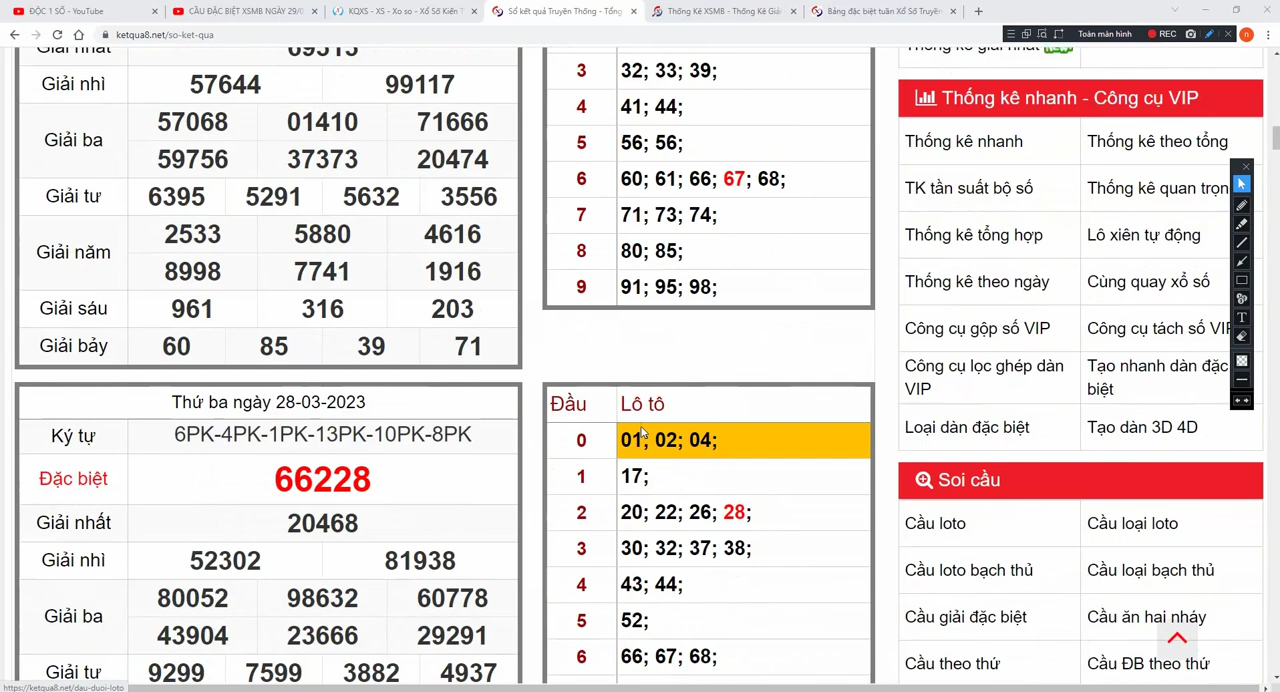 ĐỘC 1 SỐ - YouTube
CẦU ĐẶC BIỆT XSMB NGÀY 29/0
KQXS - XS - Xo so - Xổ Số Kiến T
Sổ kết quả Truyền Thống - Tổng
Thống Kê XSMB - Thống Kê Giải
Bảng đặc biệt tuần Xổ Số Truyền
ketqua8.net/so-ket-qua
Toàn màn hình
REC
n
Giải nhất
69313
Giải nhì
57644 99117
Giải ba
57068 01410 71666
59756 37373 20474
Giải tư
6395 5291 5632 3556
Giải năm
2533 5880 4616
8998 7741 1916
Giải sáu
961 316 203
Giải bảy
60 85 39 71
3 32; 33; 39;
4 41; 44;
5 56; 56;
6 60; 61; 66; 67; 68;
7 71; 73; 74;
8 80; 85;
9 91; 95; 98;
Thứ ba ngày 28-03-2023
Ký tự 6PK-4PK-1PK-13PK-10PK-8PK
Đặc biệt 66228
Giải nhất 20468
Giải nhì 52302 81938
Giải ba
80052 98632 60778
43904 23666 29291
Giải tư 9299 7599 3882 4937
Đầu Lô tô
0 01; 02; 04;
1 17;
2 20; 22; 26; 28;
3 30; 32; 37; 38;
4 43; 44;
5 52;
6 66; 67; 68;
Thống kê giải nhất
Thống kê nhanh - Công cụ VIP
Thống kê nhanh Thống kê theo tổng
TK tần suất bộ số Thống kê quan trọn
Thống kê tổng hợp Lô xiên tự động
Thống kê theo ngày Cùng quay xổ số
Công cụ gộp số VIP Công cụ tách số VIP
Công cụ lọc ghép dàn VIP Tạo nhanh dàn đặc biệt
Loại dàn đặc biệt Tạo dàn 3D 4D
Soi cầu
Cầu loto Cầu loại loto
Cầu loto bạch thủ Cầu loại bạch thủ
Cầu giải đặc biệt Cầu ăn hai nháy
Cầu theo thứ Cầu ĐB theo thứ
https://ketqua8.net/dau-duoi-loto